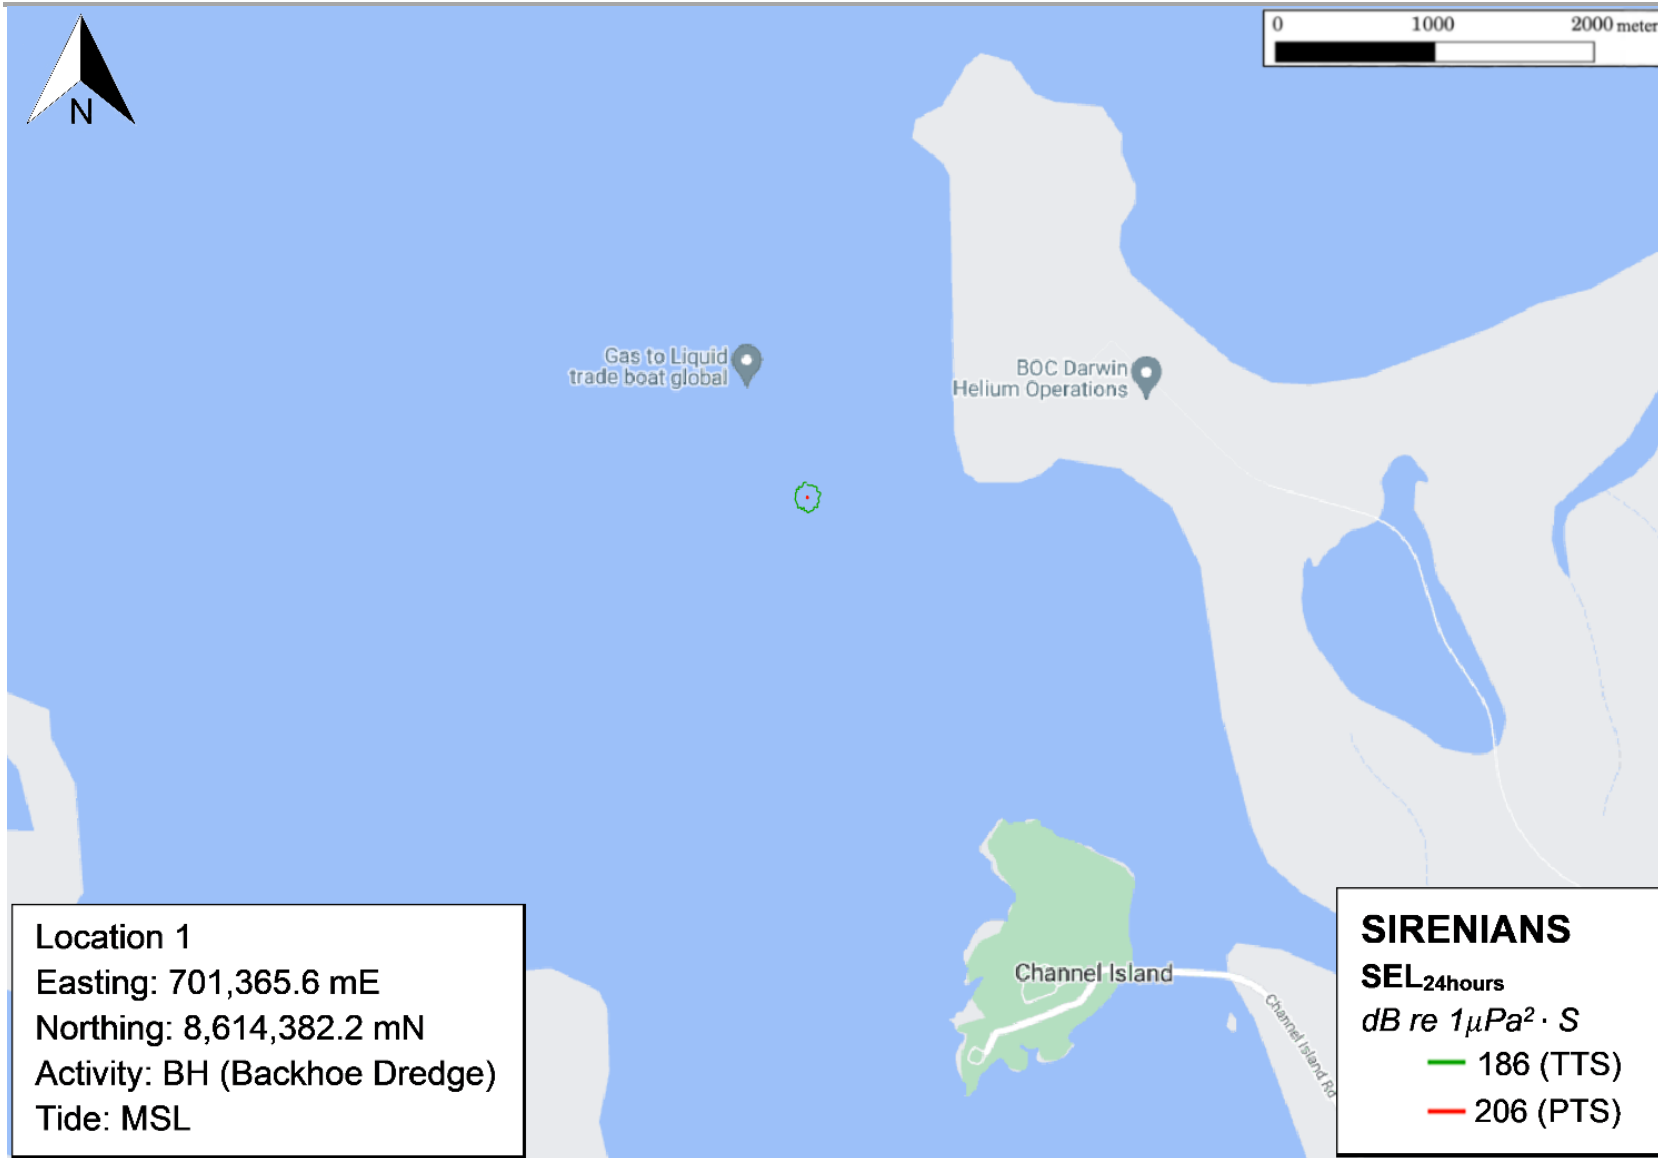 N
0 1000 2000 meter
Gas to Liquid
trade boat global
BOC Darwin
Helium Operations
Channel Island
Channel Island Rd
Location 1
Easting: 701,365.6 mE
Northing: 8,614,382.2 mN
Activity: BH (Backhoe Dredge)
Tide: MSL
SIRENIANS
SEL24hours
dB re 1μPa² · S
186 (TTS)
206 (PTS)